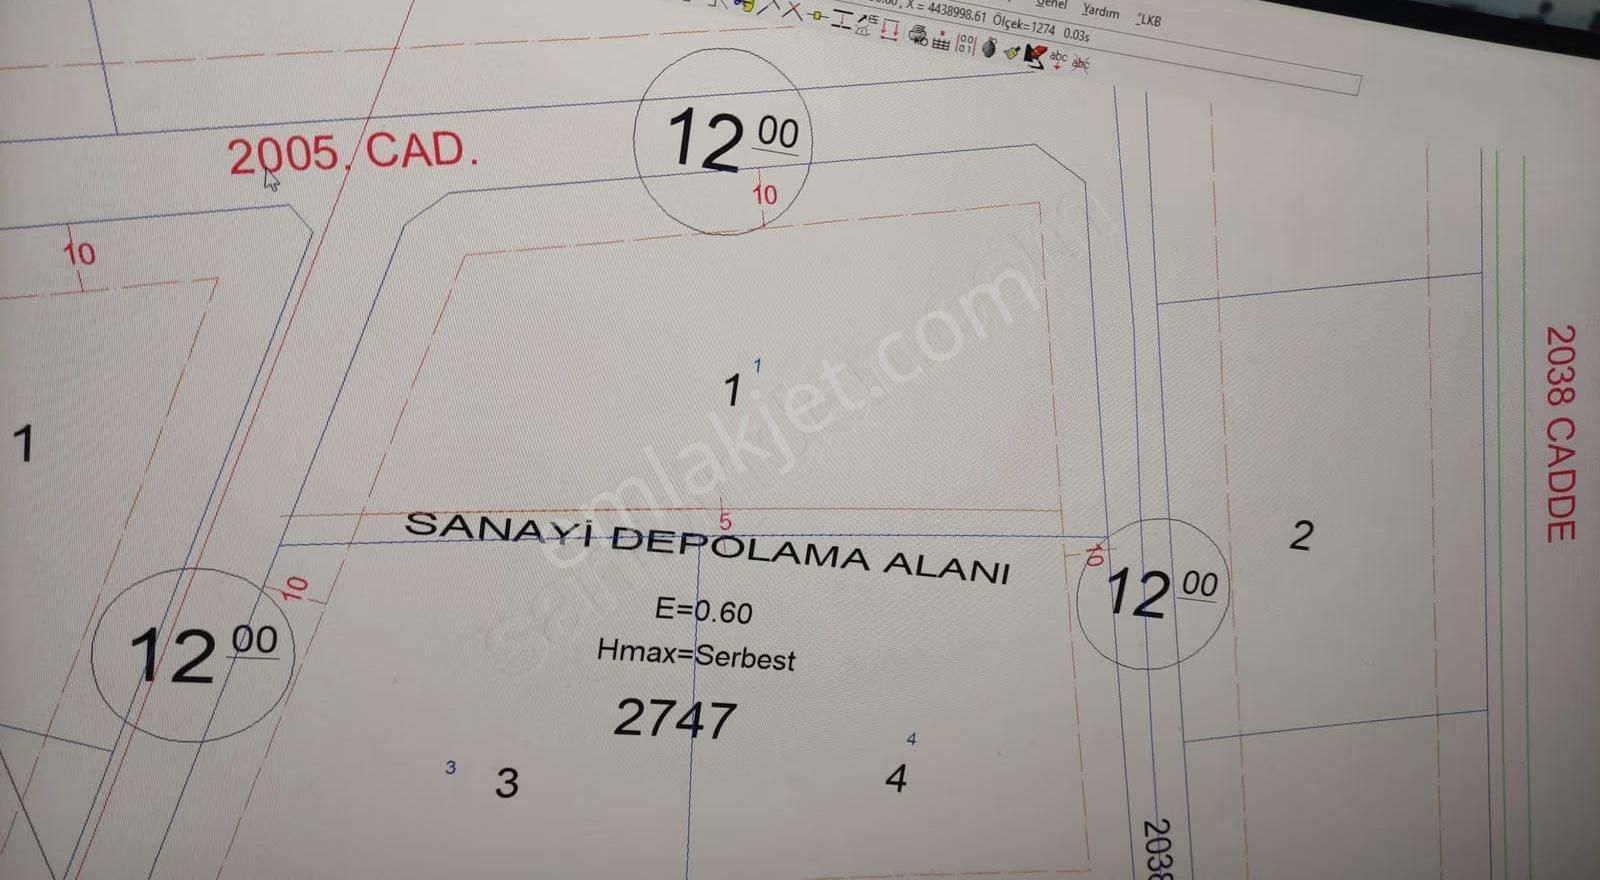 Genel Yardım "LKB
X = 4438998.61 Ölçek=1274 0.03s
abc abc
2005. CAD.
12 00
10
10
1
1
1
emlakjet.com
5
SANAYİ DEPOLAMA ALANI
E=0.60
Hmax=Serbest
2747
10
12 00
10
12 00
2
2038 CADDE
3
3
4
4
2038